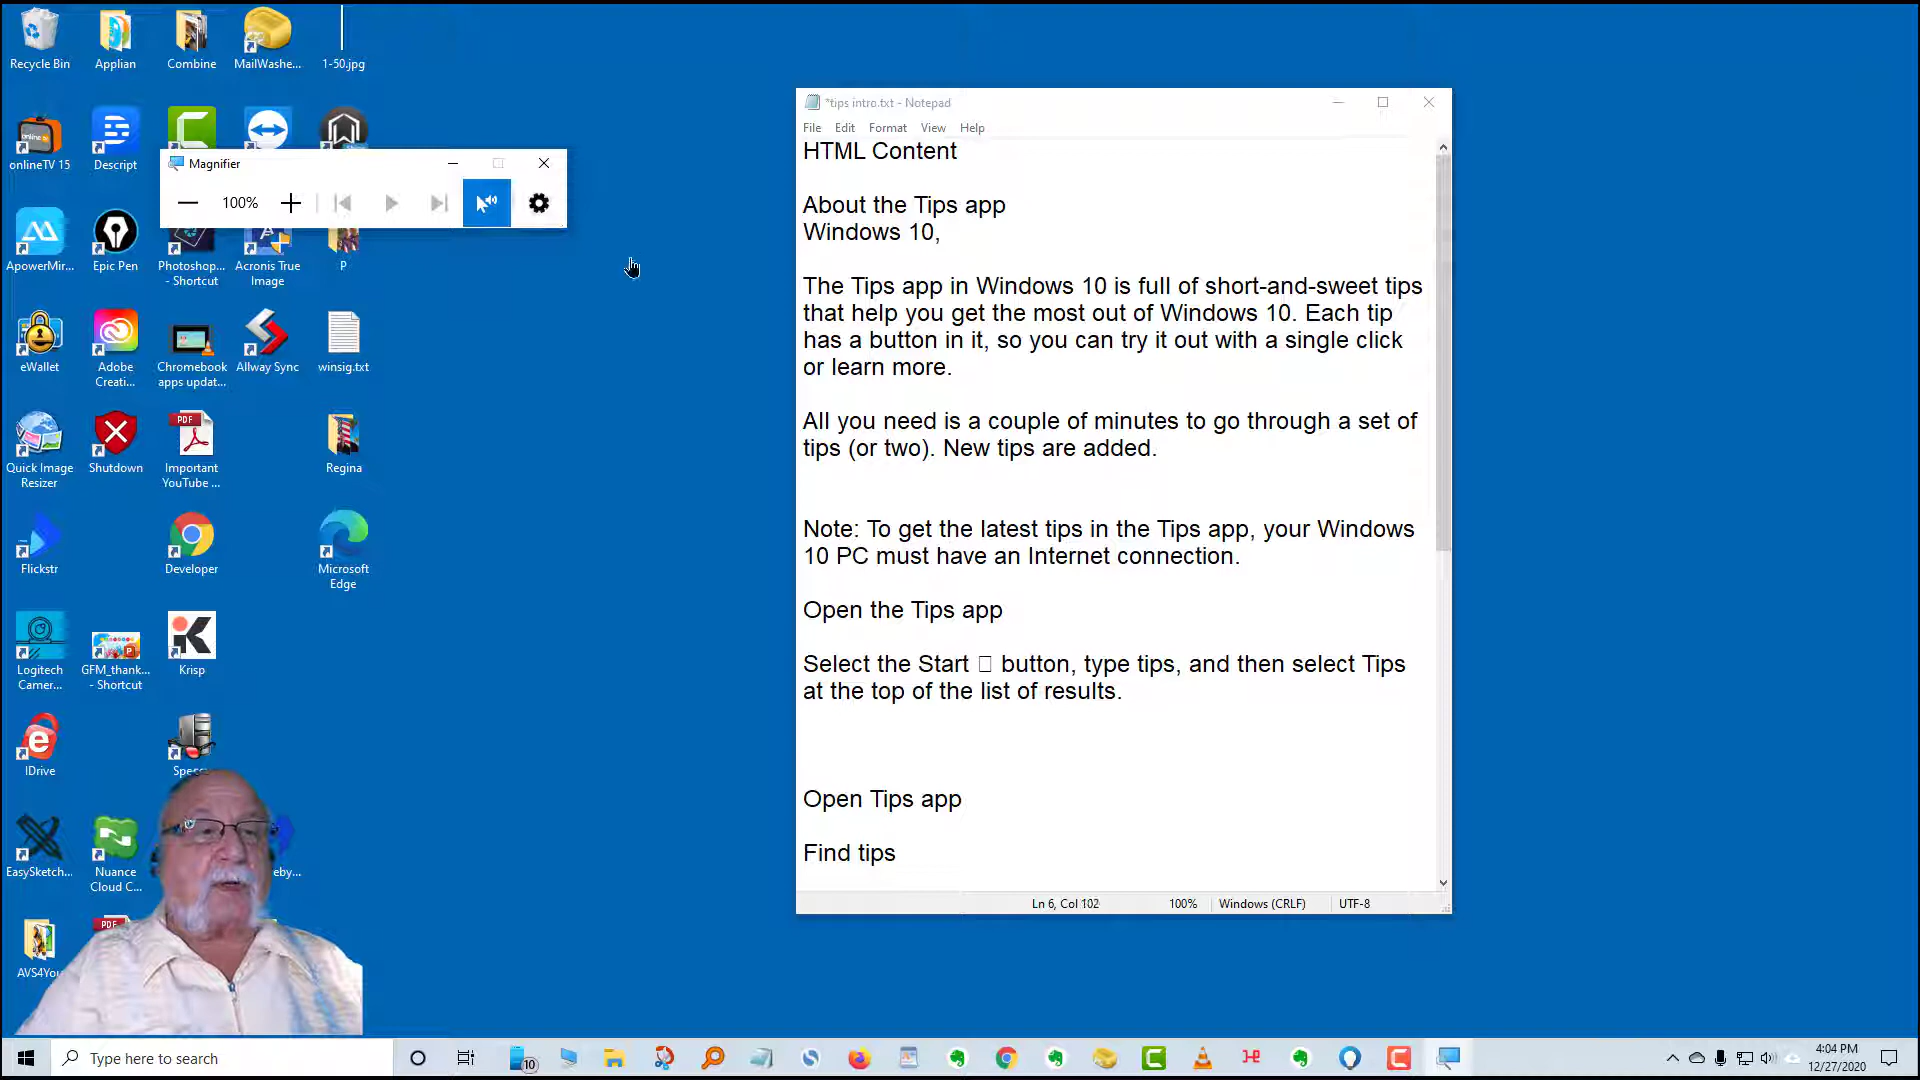 Recycle Bin
Applian
Combine
MailWashe...
1-50.jpg
onlineTV 15
Descript
ApowerMir...
Epic Pen
Photoshop... - Shortcut
Acronis True Image
P
eWallet
Adobe Creati...
Chromebook apps updat...
Allway Sync
winsig.txt
Quick Image Resizer
Shutdown
PDF
Important YouTube ...
Regina
Flickstr
Developer
Microsoft Edge
Logitech Camer...
GFM_thank... - Shortcut
Krisp
IDrive
Specc
EasySketch...
Nuance Cloud C...
eby...
AVS4You
PDF
Magnifier
100%
*tips intro.txt - Notepad
File Edit Format View Help
HTML Content
About the Tips app
Windows 10,
The Tips app in Windows 10 is full of short-and-sweet tips
that help you get the most out of Windows 10. Each tip
has a button in it, so you can try it out with a single click
or learn more.
All you need is a couple of minutes to go through a set of
tips (or two). New tips are added.
Note: To get the latest tips in the Tips app, your Windows
10 PC must have an Internet connection.
Open the Tips app
Select the Start □ button, type tips, and then select Tips
at the top of the list of results.
Open Tips app
Find tips
Ln 6, Col 102
100%
Windows (CRLF)
UTF-8
Type here to search
10
4:04 PM
12/27/2020